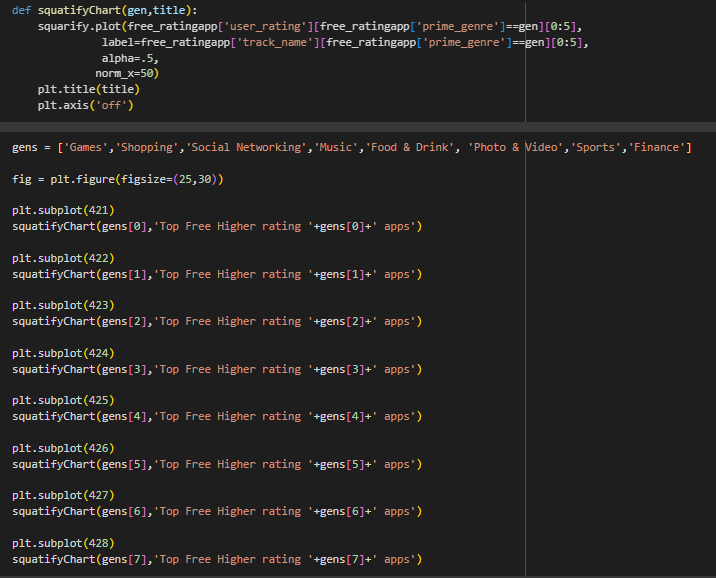 def squatifyChart(gen,title):
    squarify.plot(free_ratingapp['user_rating'][free_ratingapp['prime_genre']==gen][0:5],
              label=free_ratingapp['track_name'][free_ratingapp['prime_genre']==gen][0:5],
              alpha=.5,
             norm_x=50)
    plt.title(title)
    plt.axis('off')
gens = ['Games','Shopping','Social Networking','Music','Food & Drink', 'Photo & Video','Sports','Finance']
fig = plt.figure(figsize=(25,30))
plt.subplot(421)
squatifyChart(gens[0],'Top Free Higher rating '+gens[0]+' apps')
plt.subplot(422)
squatifyChart(gens[1],'Top Free Higher rating '+gens[1]+' apps')
plt.subplot(423)
squatifyChart(gens[2],'Top Free Higher rating '+gens[2]+' apps')
plt.subplot(424)
squatifyChart(gens[3],'Top Free Higher rating '+gens[3]+' apps')
plt.subplot(425)
squatifyChart(gens[4],'Top Free Higher rating '+gens[4]+' apps')
plt.subplot(426)
squatifyChart(gens[5],'Top Free Higher rating '+gens[5]+' apps')
plt.subplot(427)
squatifyChart(gens[6],'Top Free Higher rating '+gens[6]+' apps')
plt.subplot(428)
squatifyChart(gens[7],'Top Free Higher rating '+gens[7]+' apps')